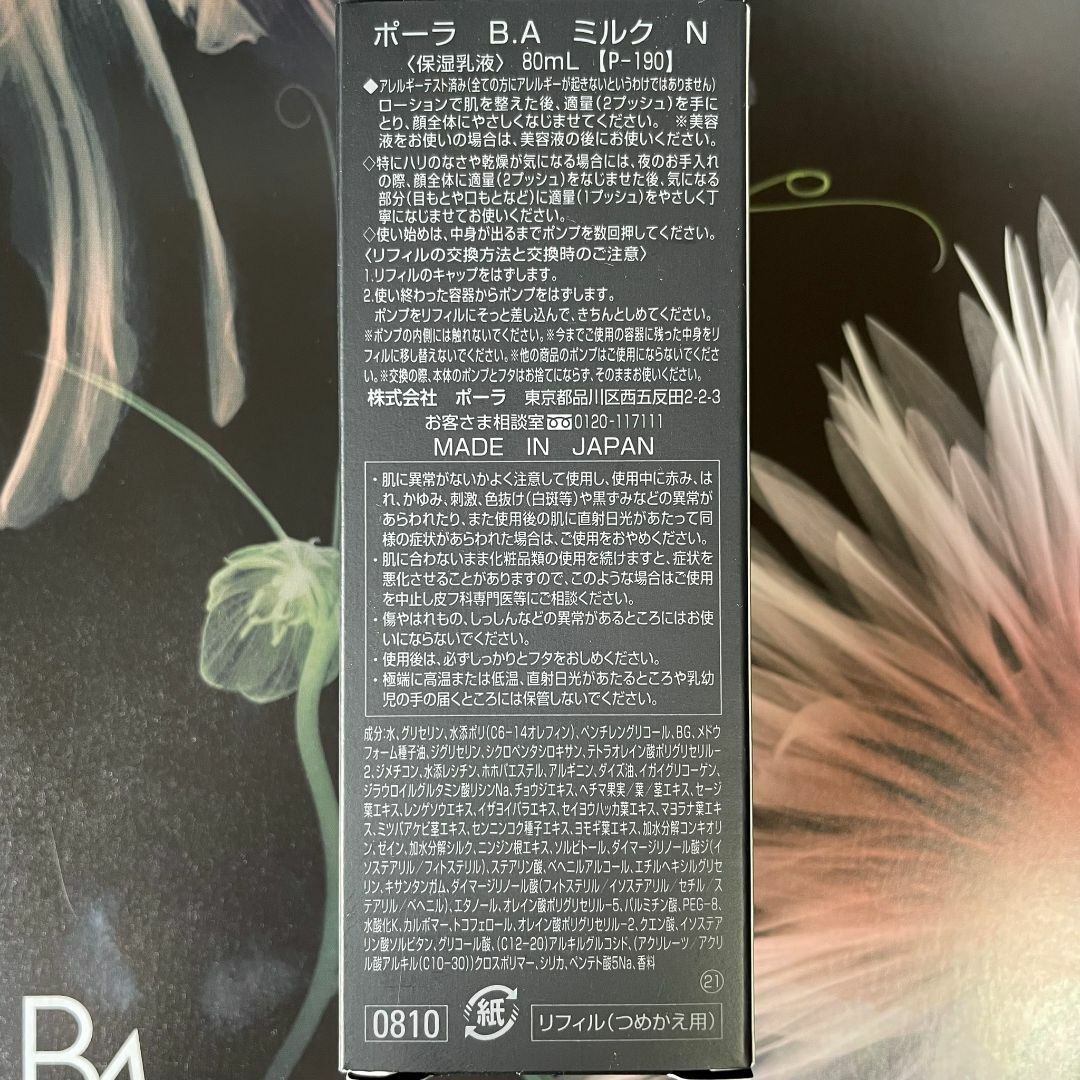 ポーラ B.A ミルク N
〈保湿乳液〉 80mL 【P-190】
◆アレルギーテスト済み(全ての方にアレルギーが起きないというわけではありません)
ローションで肌を整えた後、適量(2プッシュ)を手に
とり、顔全体にやさしくなじませてください。 ※美容
液をお使いの場合は、美容液の後にお使いください。
◇特にハリのなさや乾燥が気になる場合には、夜のお手入れ
の際、顔全体に適量(2プッシュ)をなじませた後、気になる
部分(目もとや口もとなど)に適量(1プッシュ)をやさしく丁
寧になじませてお使いください。
◇使い始めは、中身が出るまでポンプを数回押してください。
〈リフィルの交換方法と交換時のご注意〉
1.リフィルのキャップをはずします。
2.使い終わった容器からポンプをはずします。
ポンプをリフィルにそっと差し込んで、きちんとしめてください。
※ポンプの内側には触れないでください。※今までご使用の容器に残った中身をリ
フィルに移し替えないでください。※他の商品のポンプはご使用にならないでくださ
い。※交換の際、本体のポンプとフタはお捨てにならず、そのままお使いください。
株式会社 ポーラ 東京都品川区西五反田2-2-3
お客さま相談室 0120-117111
MADE IN JAPAN
・肌に異常がないかよく注意して使用し、使用中に赤み、は
れ、かゆみ、刺激、色抜け(白斑等)や黒ずみなどの異常が
あらわれたり、また使用後の肌に直射日光があたって同
様の症状があらわれた場合は、ご使用をおやめください。
・肌に合わないまま化粧品類の使用を続けますと、症状を
悪化させることがありますので、このような場合はご使用
を中止し皮フ科専門医等にご相談ください。
・傷やはれもの、しっしんなどの異常があるところにはお使
いにならないでください。
・使用後は、必ずしっかりとフタをおしめください。
・極端に高温または低温、直射日光があたるところや乳幼
児の手の届くところには保管しないでください。
成分:水、グリセリン、水添ポリ(C6-14オレフィン)、ペンチレングリコール、BG、メドウ
フォーム種子油、ジグリセリン、シクロペンタシロキサン、テトラオレイン酸ポリグリセリル-
2、ジメチコン、水添レシチン、ホホバエステル、アルギニン、ダイズ油、イガイグリコーゲン、
ジラウロイルグルタミン酸リシンNa、チョウジエキス、ヘチマ果実/葉/茎エキス、セージ
葉エキス、レンゲソウエキス、イザヨイバラエキス、セイヨウハッカ葉エキス、マヨラナ葉エキ
ス、ミツバアケビ茎エキス、センニンコク種子エキス、ヨモギ葉エキス、加水分解コンキオリ
ン、ゼイン、加水分解シルク、ニンジン根エキス、ソルビトール、ダイマージリノール酸ジ(イ
ソステアリル/フィトステリル)、ステアリン酸、ベヘニルアルコール、エチルヘキシルグリセ
リン、キサンタンガム、ダイマージリノール酸(フィトステリル/イソステアリル/セチル/ス
テアリル/ベヘニル)、エタノール、オレイン酸ポリグリセリル-5、パルミチン酸、PEG-8、
水酸化K、カルボマー、トコフェロール、オレイン酸ポリグリセリル-2、クエン酸、イソステア
リン酸ソルビタン、グリコール酸、(C12-20)アルキルグルコシド、(アクリレーツ/アクリ
ル酸アルキル(C10-30))クロスポリマー、シリカ、ペンテト酸5Na、香料
21
0810 紙 リフィル(つめかえ用)
BA